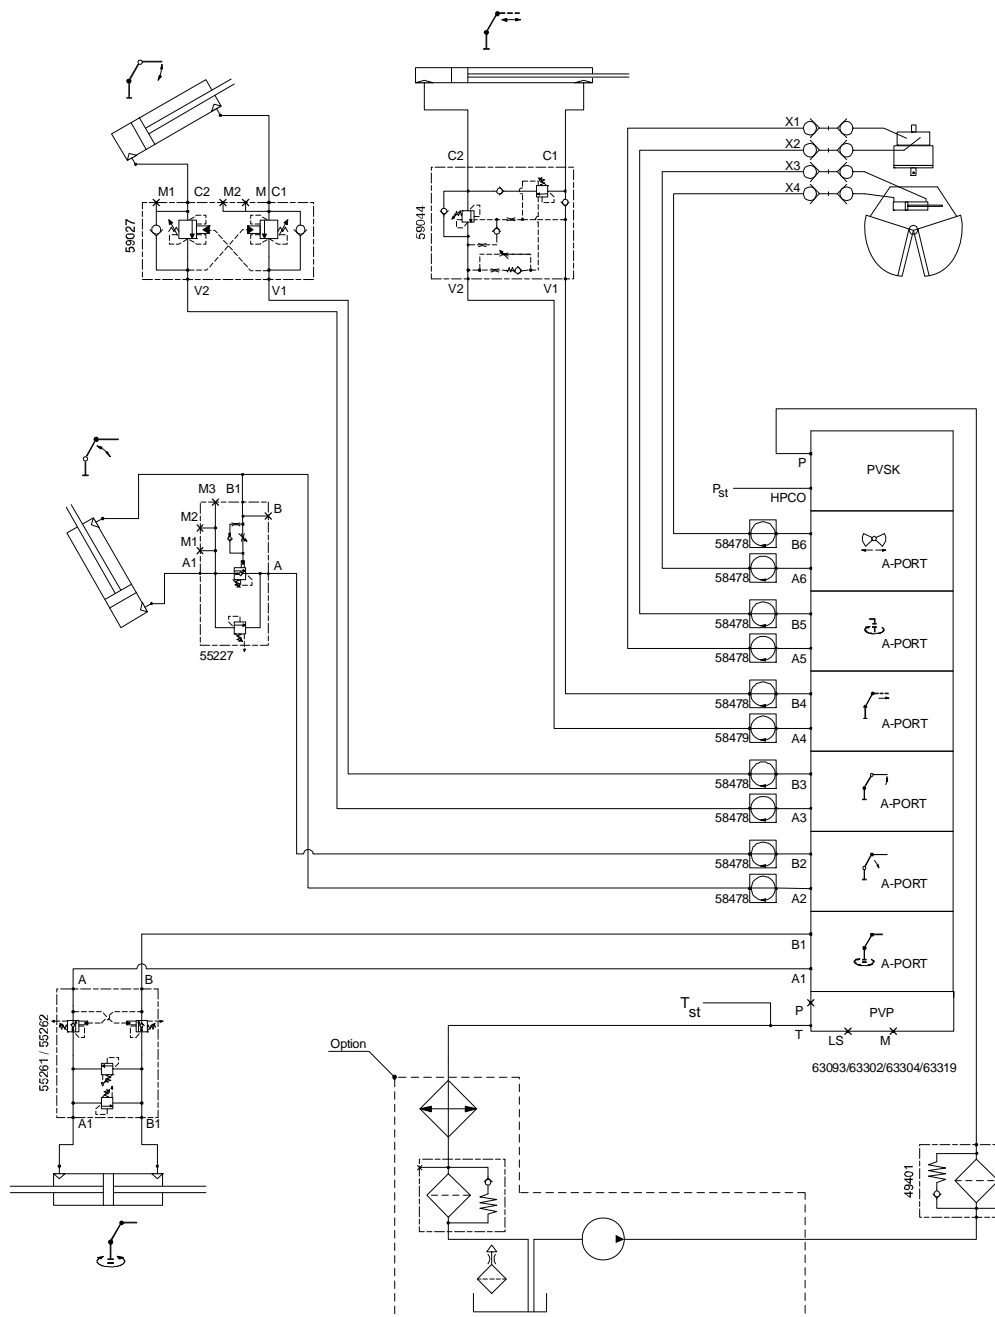 X1
X2
X3
X4
C2
C1
59044
V2
V1
M1
C2
M2
M
C1
59027
V2
V1
P
PVSK
Pst
HPCO
M3
B1
B
M2
M1
A1
A
55227
58478
B6
A-PORT
58478
A6
58478
B5
A-PORT
58478
A5
58478
B4
A-PORT
58479
A4
58478
B3
A-PORT
58478
A3
58478
B2
A-PORT
58478
A2
B1
A-PORT
A1
A
B
55261 / 55262
A1
B1
Tst
P
PVP
T
LS
M
63093/63302/63304/63319
Option
49401